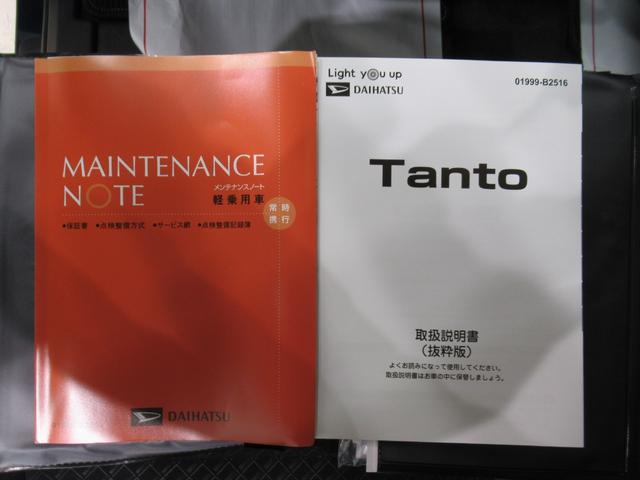 MAINTENANCE
NOTE
メンテナンスノート
軽乗用車
常時
携行
●保証書 ●点検整備方式 ●サービス網 ●点検整備記録簿
DAIHATSU
Light you up
DAIHATSU
01999-B2516
Tanto
取扱説明書
（抜粋版）
よくお読みになって使用してください。
取扱説明書はお車の中に保管しましょう。